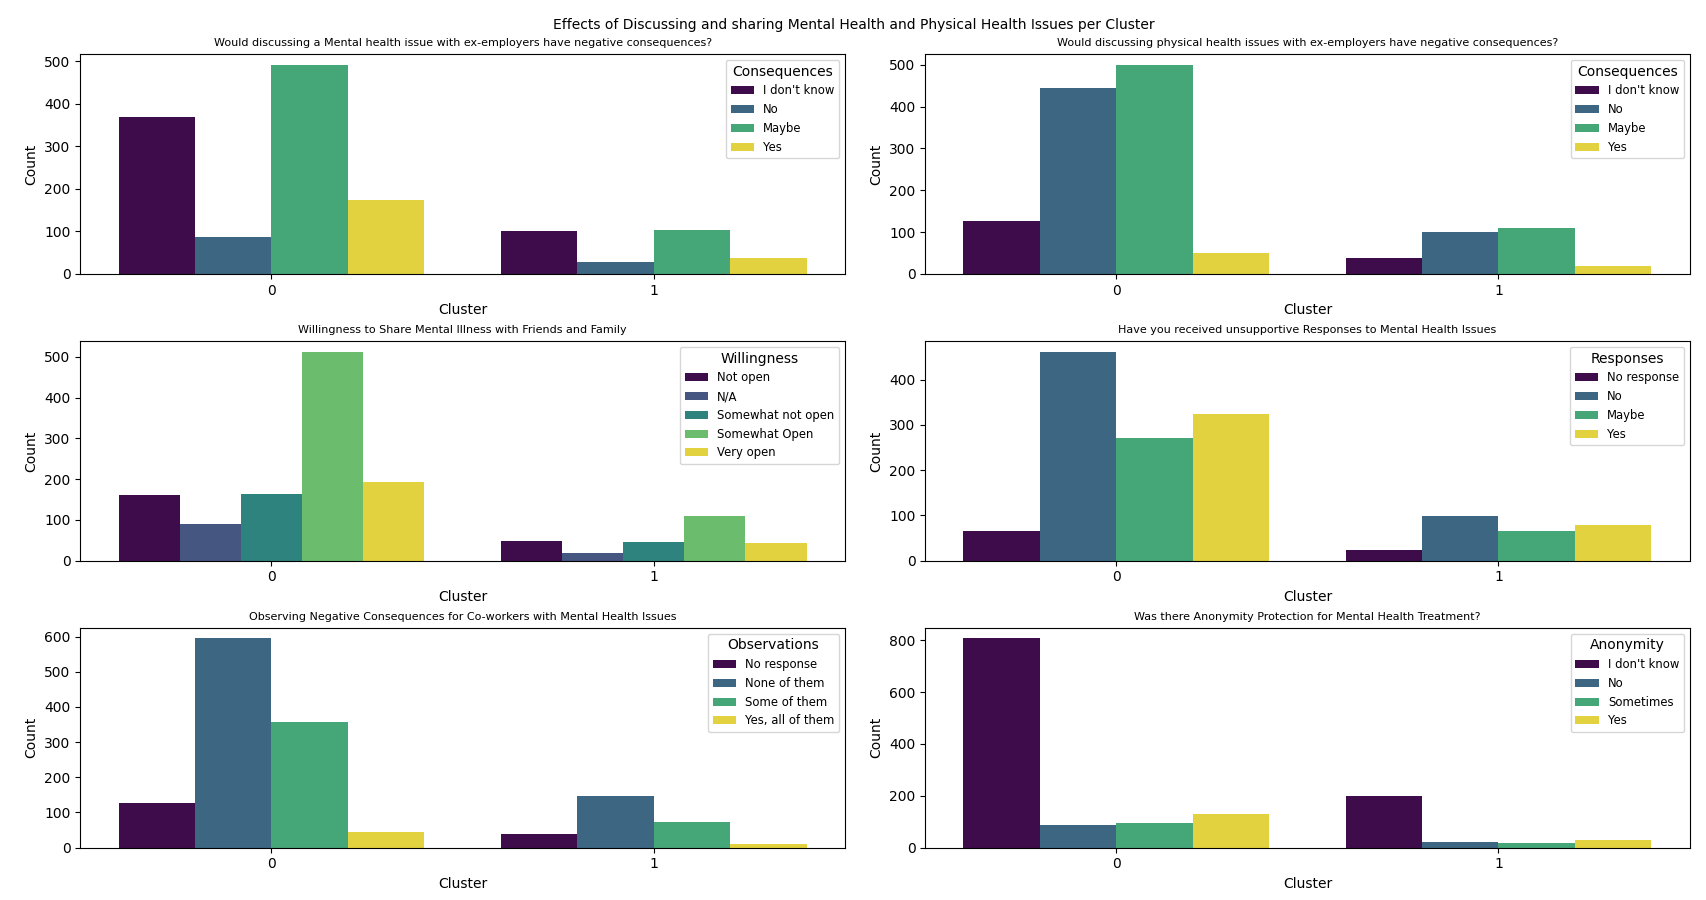 Effects of Discussing and sharing Mental Health and Physical Health Issues per Cluster
Would discussing a Mental health issue with ex-employers have negative consequences?
Count
500
400
300
200
100
0
0
1
Cluster
Consequences
I don't know
No
Maybe
Yes
Would discussing physical health issues with ex-employers have negative consequences?
Count
500
400
300
200
100
0
0
1
Cluster
Consequences
I don't know
No
Maybe
Yes
Willingness to Share Mental Illness with Friends and Family
Count
500
400
300
200
100
0
0
1
Cluster
Willingness
Not open
N/A
Somewhat not open
Somewhat Open
Very open
Have you received unsupportive Responses to Mental Health Issues
Count
400
300
200
100
0
0
1
Cluster
Responses
No response
No
Maybe
Yes
Observing Negative Consequences for Co-workers with Mental Health Issues
Count
600
500
400
300
200
100
0
0
1
Cluster
Observations
No response
None of them
Some of them
Yes, all of them
Was there Anonymity Protection for Mental Health Treatment?
Count
800
600
400
200
0
0
1
Cluster
Anonymity
I don't know
No
Sometimes
Yes